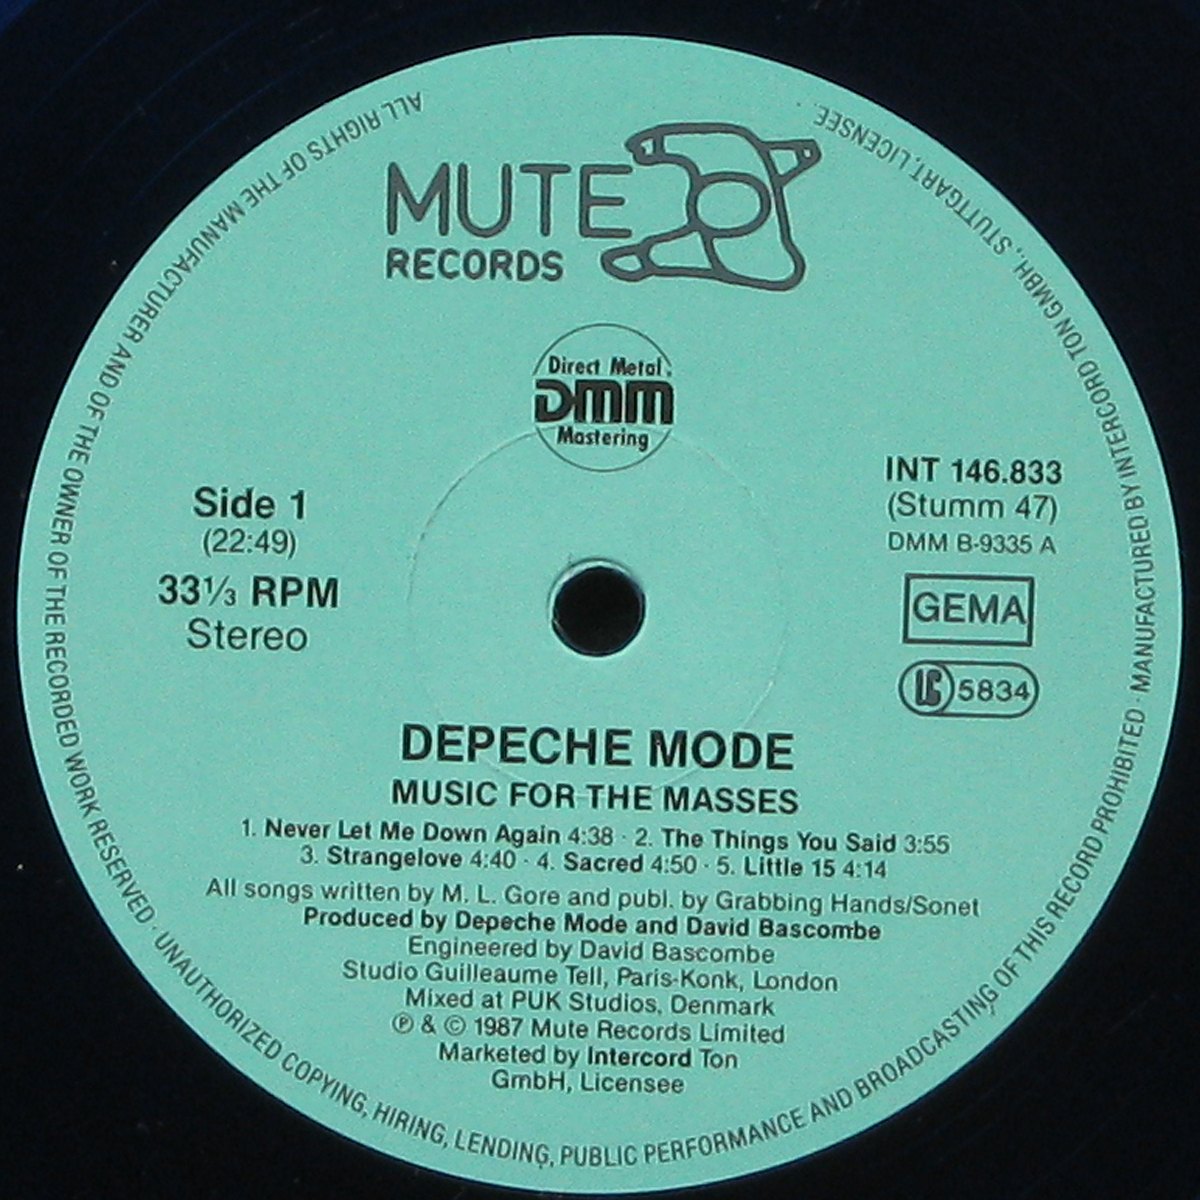 MUTE
RECORDS
Direct Metal
DMM
Mastering
Side 1
(22:49)
33⅓ RPM
Stereo
INT 146.833
(Stumm 47)
DMM B-9335 A
GEMA
LC 5834
DEPECHE MODE
MUSIC FOR THE MASSES
1. Never Let Me Down Again 4:38 · 2. The Things You Said 3:55
3. Strangelove 4:40 · 4. Sacred 4:50 · 5. Little 15 4:14
All songs written by M. L. Gore and publ. by Grabbing Hands/Sonet
Produced by Depeche Mode and David Bascombe
Engineered by David Bascombe
Studio Guilleaume Tell, Paris-Konk, London
Mixed at PUK Studios, Denmark
℗ & © 1987 Mute Records Limited
Marketed by Intercord Ton
GmbH, Licensee
ALL RIGHTS OF THE MANUFACTURER AND OF THE OWNER OF THE RECORDED WORK RESERVED · UNAUTHORIZED COPYING, HIRING, LENDING, PUBLIC PERFORMANCE AND BROADCASTING OF THIS RECORD PROHIBITED · MANUFACTURED BY INTERCORD TON GMBH., STUTTGART, LICENSEE